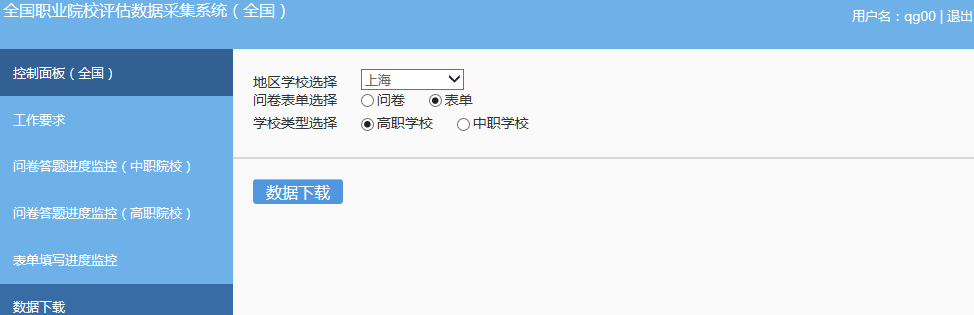 全国职业院校评估数据采集系统（全国）
用户名：qg00 | 退出
控制面板（全国）
工作要求
问卷答题进度监控（中职院校）
问卷答题进度监控（高职院校）
表单填写进度监控
数据下载
地区学校选择 上海
问卷表单选择 问卷 表单
学校类型选择 高职学校 中职学校
数据下载